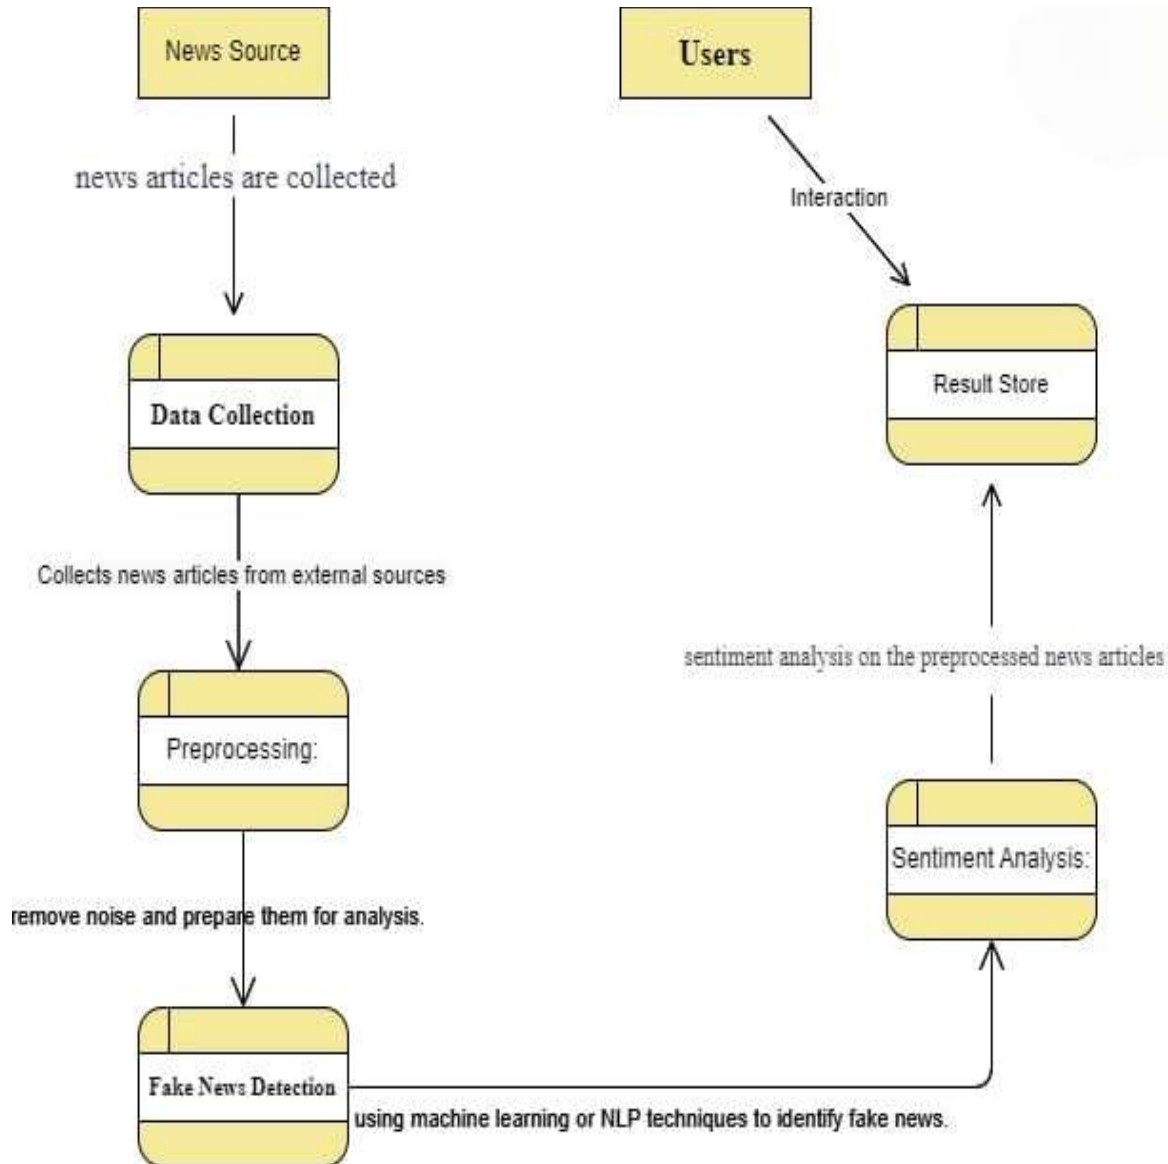 News Source
Users
news articles are collected
Interaction
Data Collection
Result Store
Collects news articles from external sources
sentiment analysis on the preprocessed news articles
Preprocessing:
Sentiment Analysis:
remove noise and prepare them for analysis.
Fake News Detection
using machine learning or NLP techniques to identify fake news.